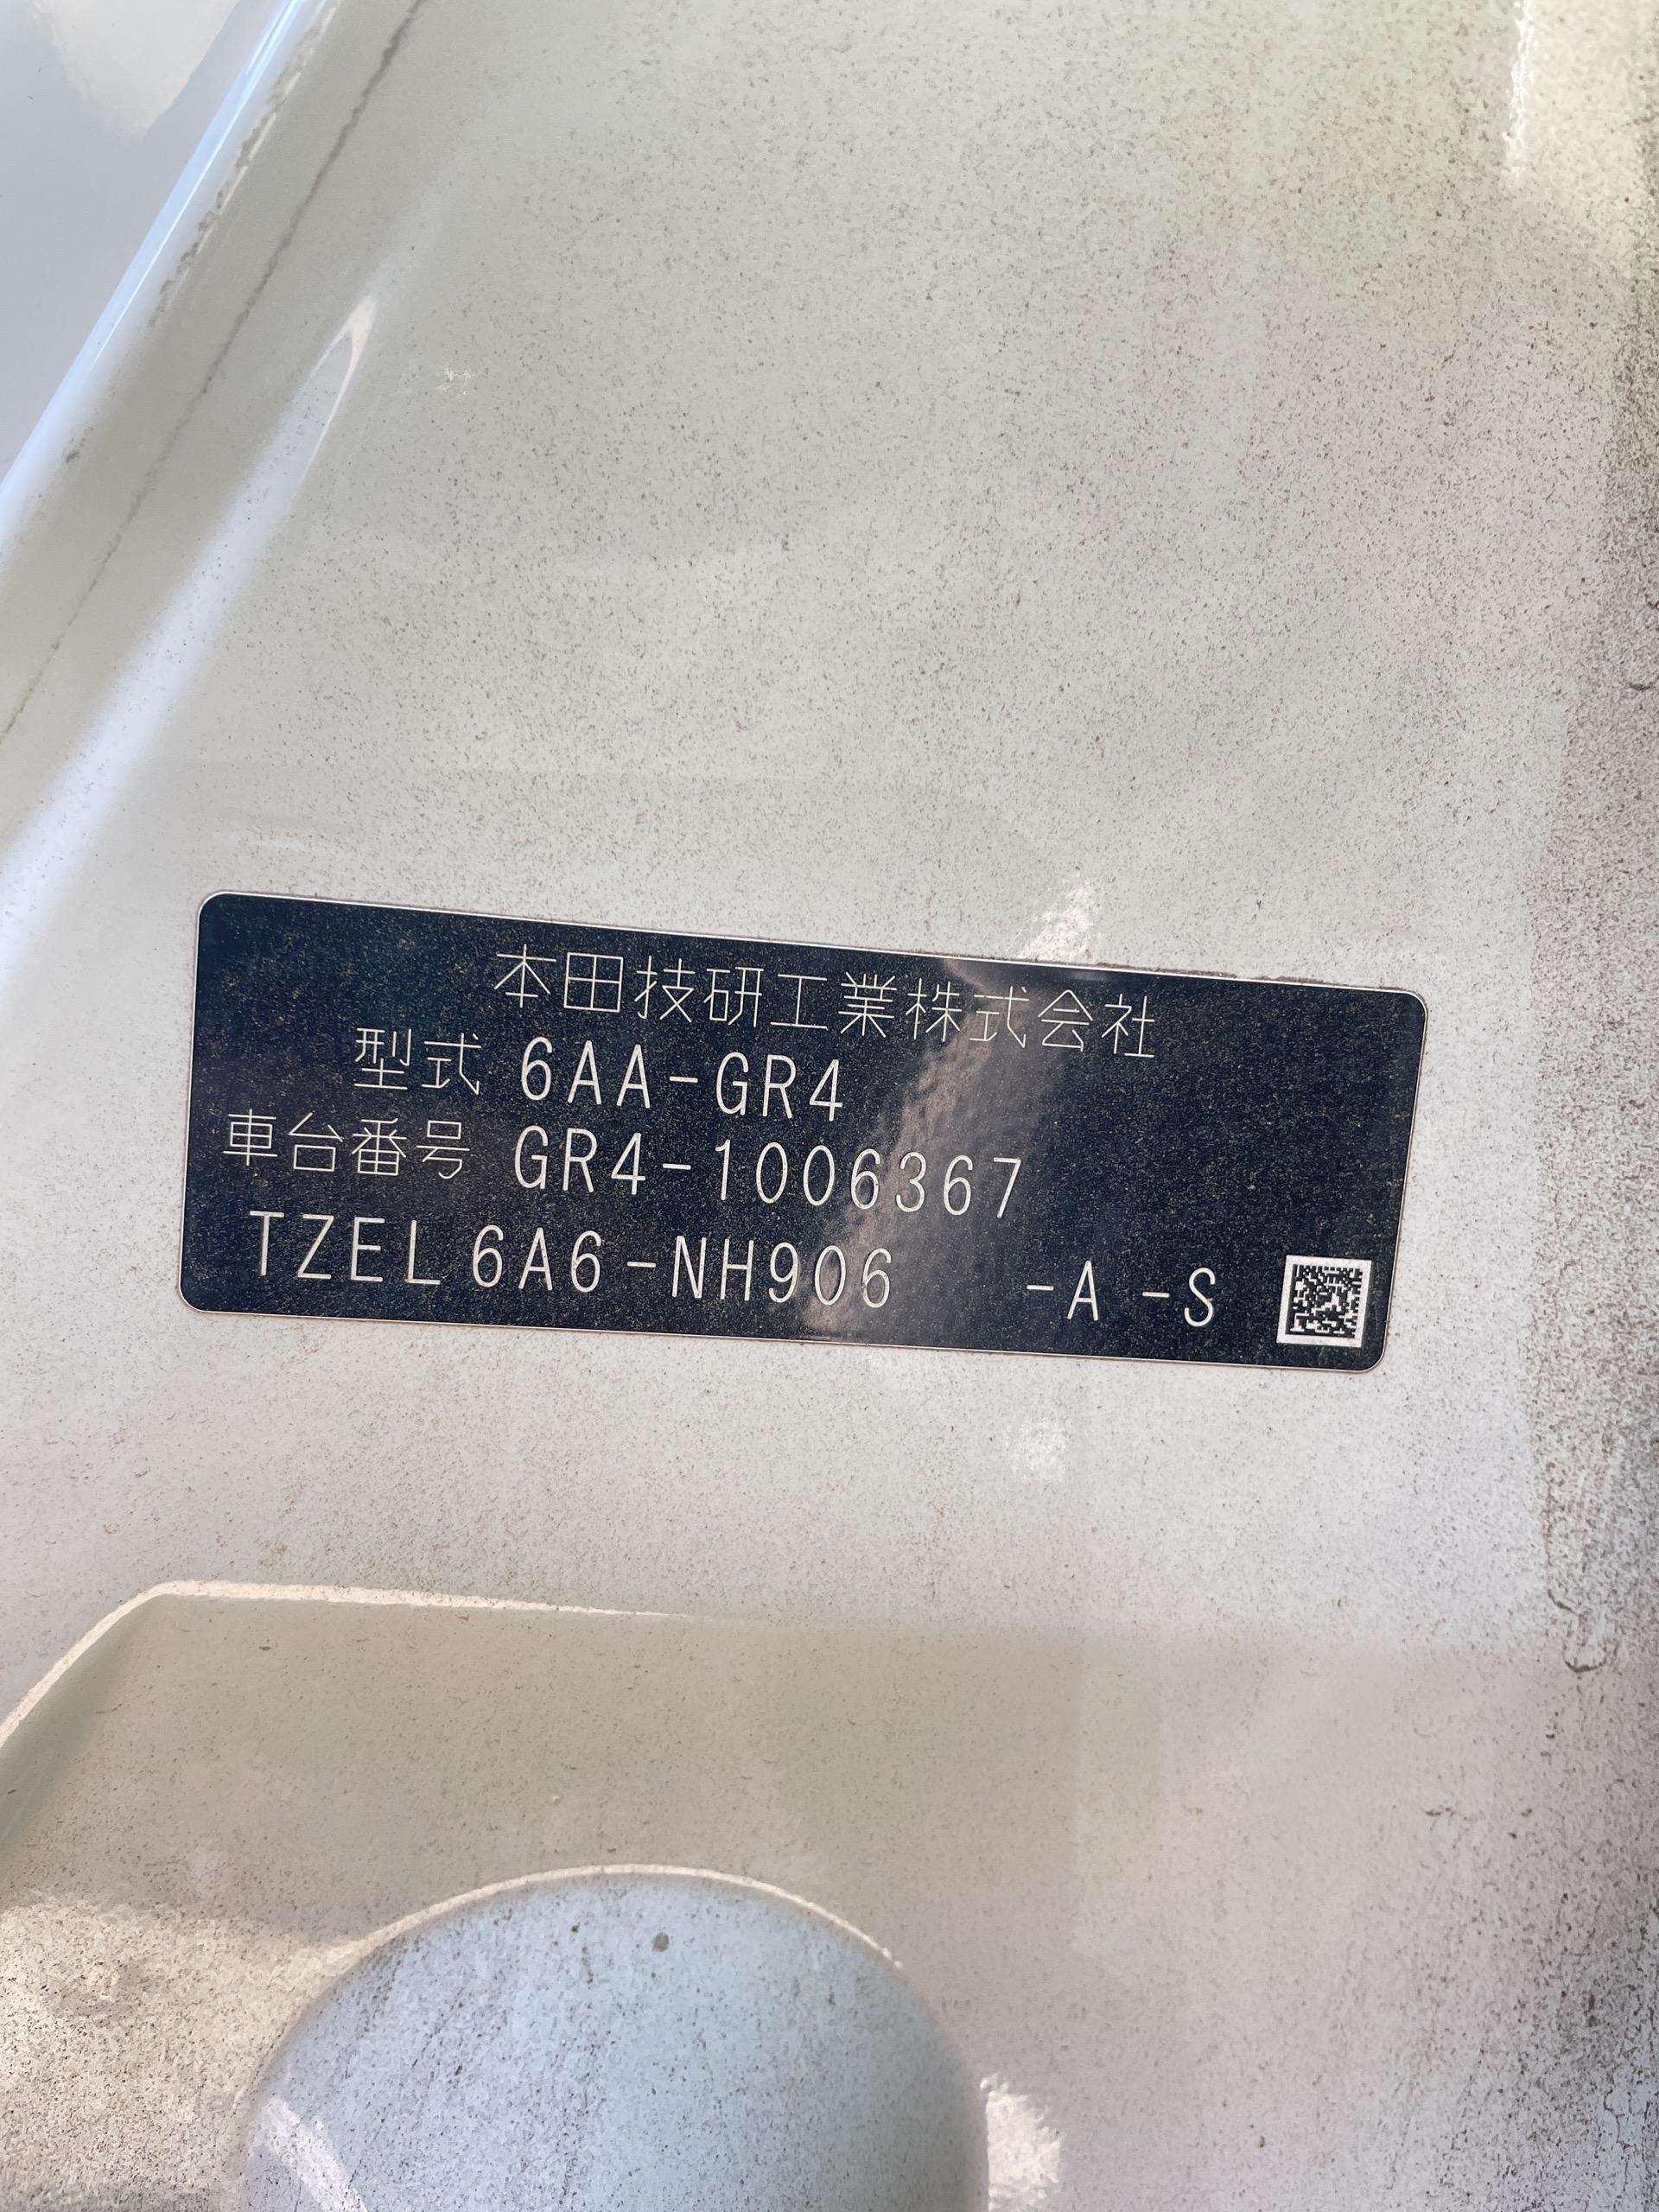 本田技研工業株式会社
型式 6AA-GR4
車台番号 GR4-1006367
TZEL 6A6-NH906 -A -S